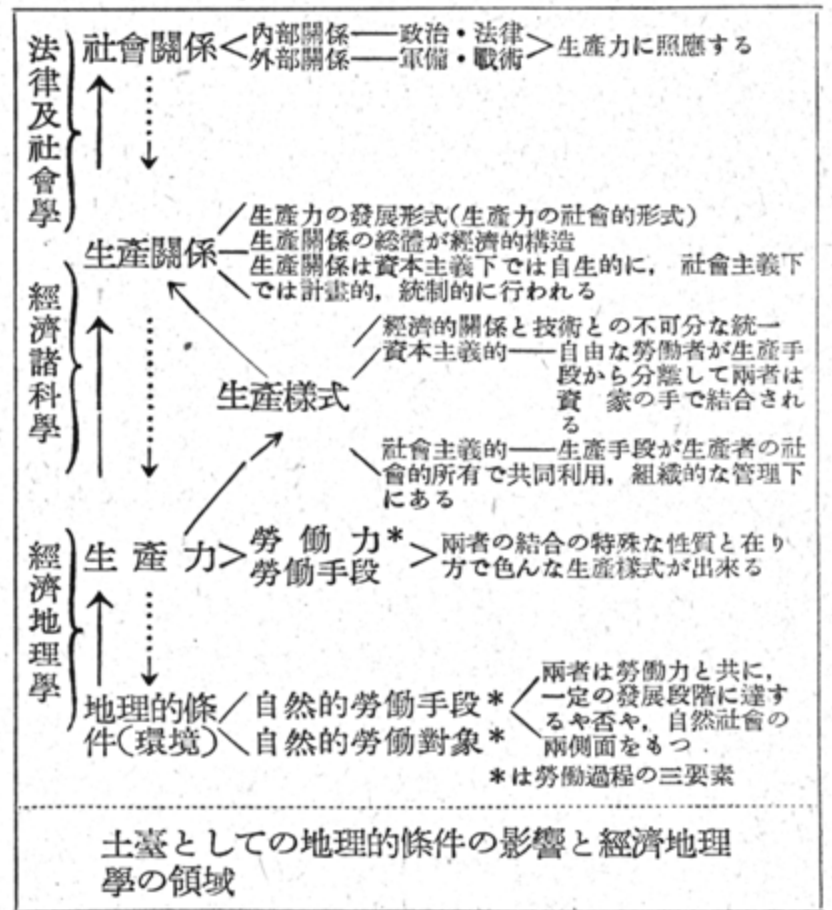 法律及社會學
社會關係
內部關係――政治・法律
外部關係――軍備・戰術
生產力に照應する
生產關係
生產力の發展形式(生產力の社會的形式)
生產關係の総體が經濟的構造
生產關係は資本主義下では自生的に, 社會主義下
では計畫的, 統制的に行われる
經濟諸科學
生產樣式
經濟的關係と技術との不可分な統一
資本主義的――自由な勞働者が生產手
段から分離して兩者は
資 家の手で結合され
る
社會主義的――生產手段が生產者の社
會的所有で共同利用, 組織的な管理下
にある
經濟地理學
生產力
勞働力*
勞働手段
兩者の結合の特殊な性質と在り
方で色んな生產樣式が出來る
地理的條
件(環境)
自然的勞働手段*
自然的勞働對象*
兩者は勞働力と共に,
一定の發展段階に達す
るや否や, 自然社會の
兩側面をもつ
*は勞働過程の三要素
土臺としての地理的條件の影響と經濟地理
學の領域